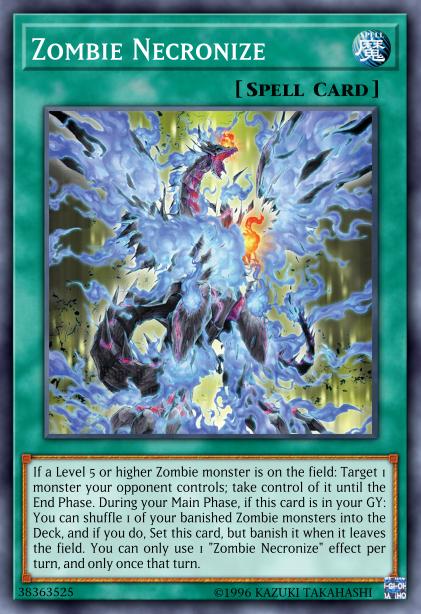 Zombie Necronize
SPELL
魔
[Spell Card]
If a Level 5 or higher Zombie monster is on the field: Target 1
monster your opponent controls; take control of it until the
End Phase. During your Main Phase, if this card is in your GY:
You can shuffle 1 of your banished Zombie monsters into the
Deck, and if you do, Set this card, but banish it when it leaves
the field. You can only use 1 "Zombie Necronize" effect per
turn, and only once that turn.
38363525
©1996 KAZUKI TAKAHASHI